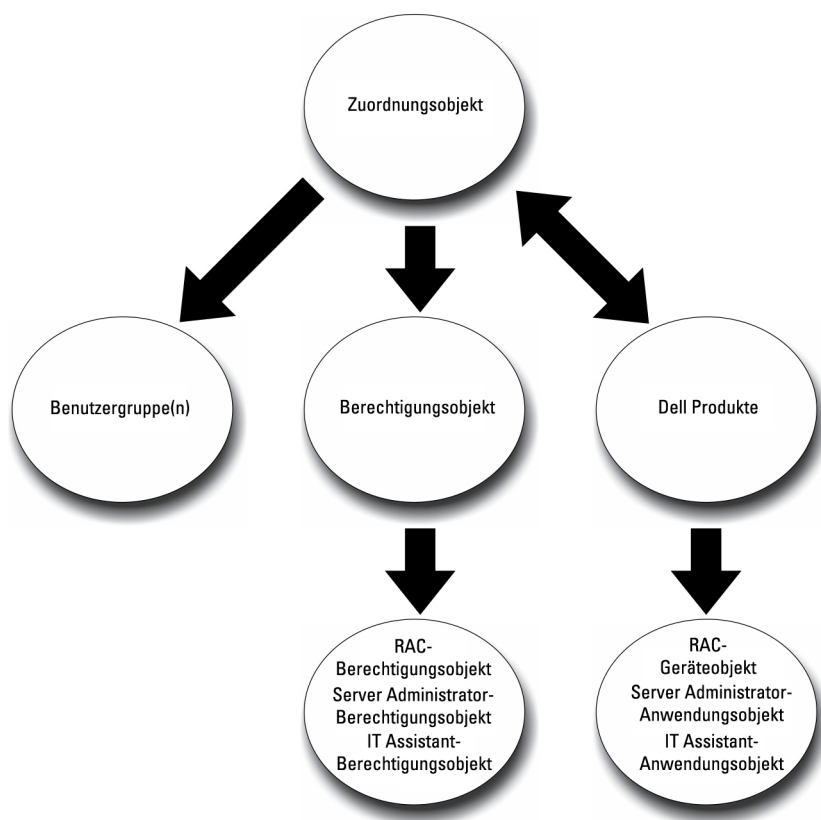 Zuordnungsobjekt
Benutzergruppe(n)
Berechtigungsobjekt
Dell Produkte
RAC-
Berechtigungsobjekt
Server Administrator-
Berechtigungsobjekt
IT Assistant-
Berechtigungsobjekt
RAC-
Geräteobjekt
Server Administrator-
Anwendungsobjekt
IT Assistant-
Anwendungsobjekt